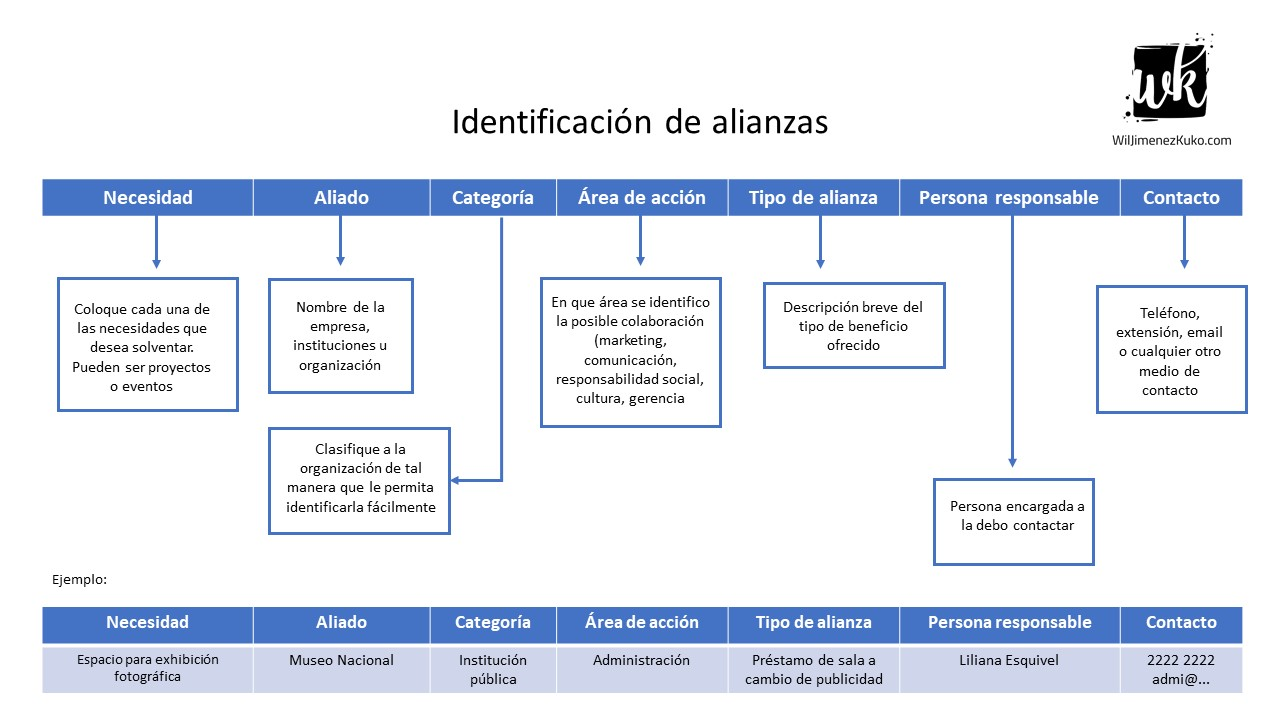 wk
WilJimenezKuko.com
Identificación de alianzas
Necesidad Aliado Categoría Área de acción Tipo de alianza Persona responsable Contacto
Coloque cada una de
las necesidades que
desea solventar.
Pueden ser proyectos
o eventos
Nombre de la
empresa,
instituciones u
organización
En que área se identifico
la posible colaboración
(marketing,
comunicación,
responsabilidad social,
cultura, gerencia
Descripción breve del
tipo de beneficio
ofrecido
Teléfono,
extensión, email
o cualquier otro
medio de
contacto
Clasifique a la
organización de tal
manera que le permita
identificarla fácilmente
Persona encargada a
la debo contactar
Ejemplo:
Necesidad Aliado Categoría Área de acción Tipo de alianza Persona responsable Contacto
Espacio para exhibición
fotográfica
Museo Nacional
Institución
pública
Administración
Préstamo de sala a
cambio de publicidad
Liliana Esquivel
2222 2222
admi@...